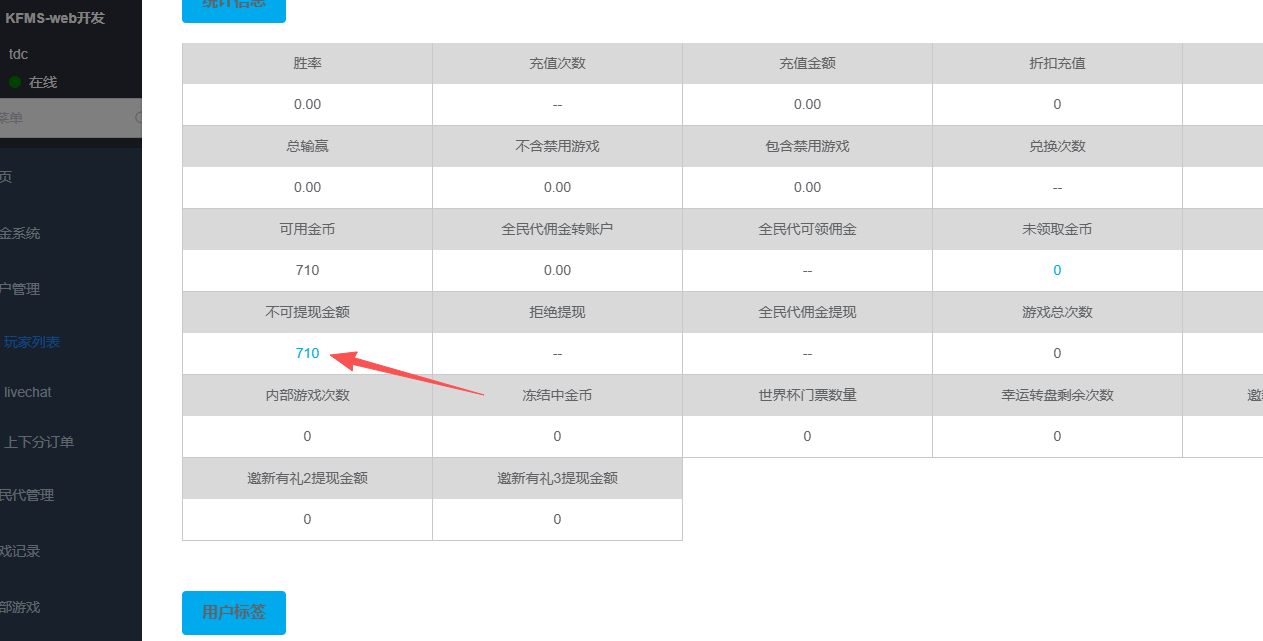 KFMS-web开发
tdc
在线
菜单
页
金系统
户管理
玩家列表
livechat
上下分订单
民代管理
戏记录
部游戏
统计信息
胜率 充值次数 充值金额 折扣充值
0.00 -- 0.00 0
总输赢 不含禁用游戏 包含禁用游戏 兑换次数
0.00 0.00 0.00 --
可用金币 全民代佣金转账户 全民代可领佣金 未领取金币
710 0.00 -- 0
不可提现金额 拒绝提现 全民代佣金提现 游戏总次数
710 -- -- 0
内部游戏次数 冻结中金币 世界杯门票数量 幸运转盘剩余次数 邀
0 0 0 0
邀新有礼2提现金额 邀新有礼3提现金额
0 0
用户标签